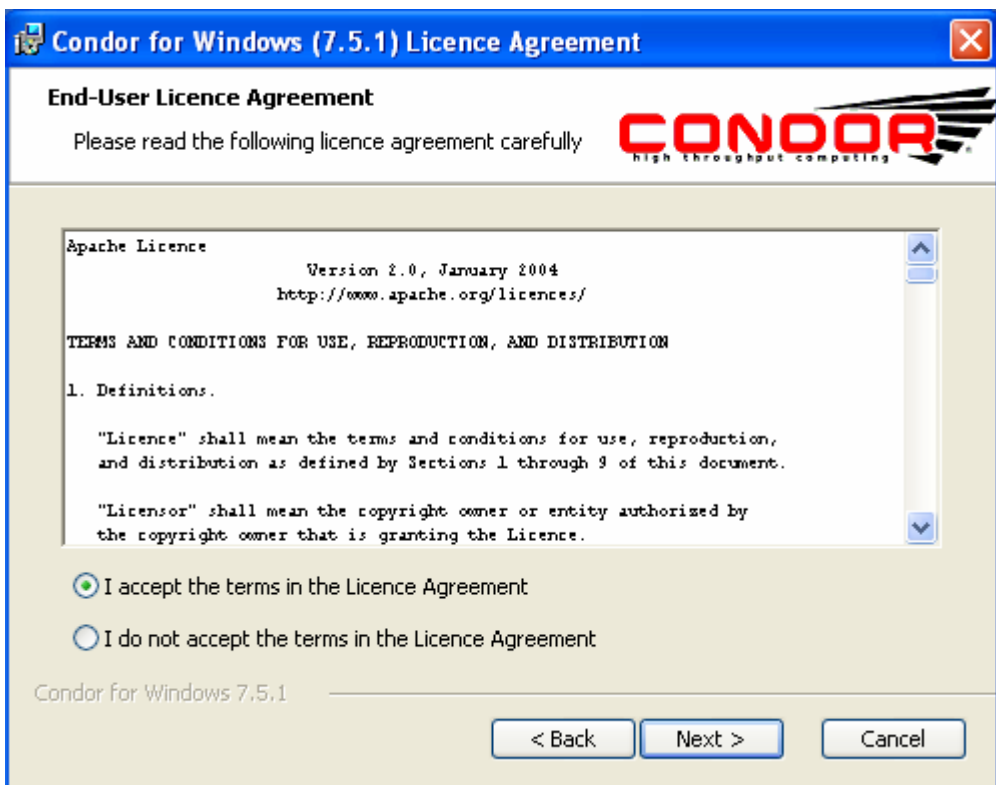 Condor for Windows (7.5.1) Licence Agreement
End-User Licence Agreement
Please read the following licence agreement carefully
CONDOR
high throughput computing
Apache Licence
Version 2.0, January 2004
http://www.apache.org/licences/
TERMS AND CONDITIONS FOR USE, REPRODUCTION, AND DISTRIBUTION
1. Definitions.
"Licence" shall mean the terms and conditions for use, reproduction,
and distribution as defined by Sections 1 through 9 of this document.
"Licensor" shall mean the copyright owner or entity authorised by
the copyright owner that is granting the Licence.
I accept the terms in the Licence Agreement
I do not accept the terms in the Licence Agreement
Condor for Windows 7.5.1
< Back Next > Cancel